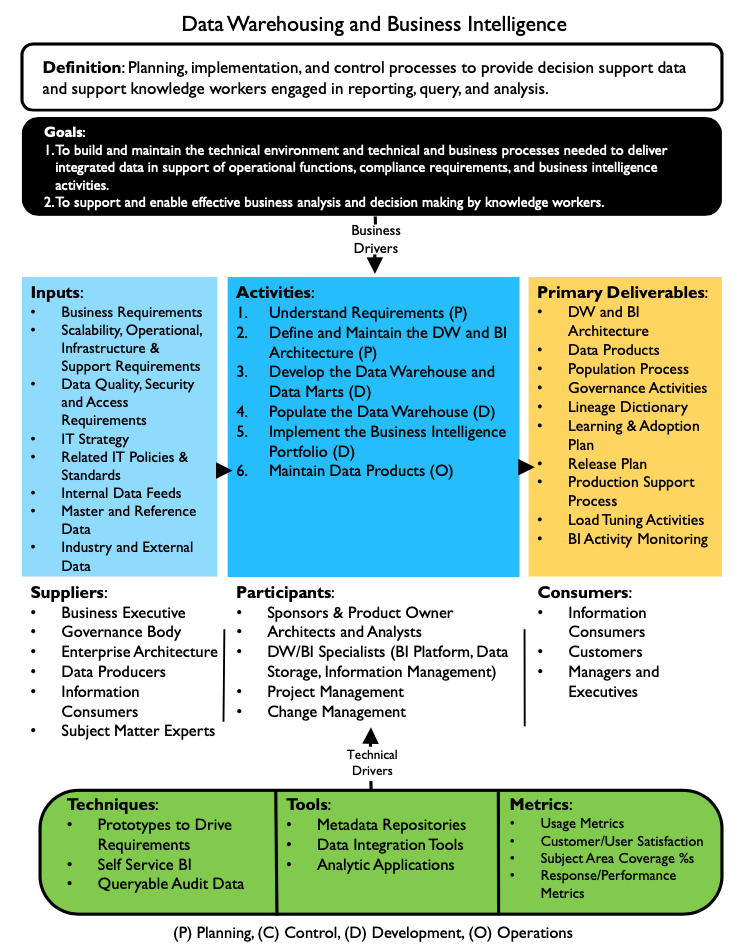 Data Warehousing and Business Intelligence
Definition: Planning, implementation, and control processes to provide decision support data
and support knowledge workers engaged in reporting, query, and analysis.
Goals:
1. To build and maintain the technical environment and technical and business processes needed to deliver
integrated data in support of operational functions, compliance requirements, and business intelligence
activities.
2. To support and enable effective business analysis and decision making by knowledge workers.
Business
Drivers
Inputs:
• Business Requirements
• Scalability, Operational,
Infrastructure &
Support Requirements
• Data Quality, Security
and Access
Requirements
• IT Strategy
• Related IT Policies &
Standards
• Internal Data Feeds
• Master and Reference
Data
• Industry and External
Data
Activities:
1. Understand Requirements (P)
2. Define and Maintain the DW and BI
Architecture (P)
3. Develop the Data Warehouse and
Data Marts (D)
4. Populate the Data Warehouse (D)
5. Implement the Business Intelligence
Portfolio (D)
6. Maintain Data Products (O)
Primary Deliverables:
• DW and BI
Architecture
• Data Products
• Population Process
• Governance Activities
• Lineage Dictionary
• Learning & Adoption
Plan
• Release Plan
• Production Support
Process
• Load Tuning Activities
• BI Activity Monitoring
Suppliers:
• Business Executive
• Governance Body
• Enterprise Architecture
• Data Producers
• Information
Consumers
• Subject Matter Experts
Participants:
• Sponsors & Product Owner
• Architects and Analysts
• DW/BI Specialists (BI Platform, Data
Storage, Information Management)
• Project Management
• Change Management
Consumers:
• Information
Consumers
• Customers
• Managers and
Executives
Technical
Drivers
Techniques:
• Prototypes to Drive
Requirements
• Self Service BI
• Queryable Audit Data
Tools:
• Metadata Repositories
• Data Integration Tools
• Analytic Applications
Metrics:
• Usage Metrics
• Customer/User Satisfaction
• Subject Area Coverage %s
• Response/Performance
Metrics
(P) Planning, (C) Control, (D) Development, (O) Operations